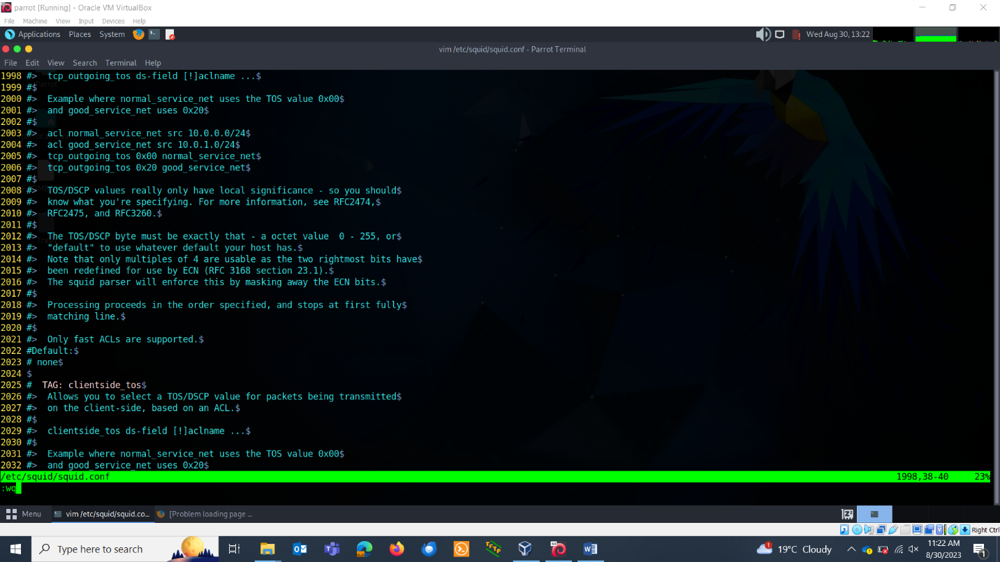 parrot [Running] - Oracle VM VirtualBox
File Machine View Input Devices Help
Applications Places System Wed Aug 30, 13:22
vim /etc/squid/squid.conf - Parrot Terminal
File Edit View Search Terminal Help
1998 #>  tcp_outgoing_tos ds-field [!]aclname ...$
1999 #$
2000 #>  Example where normal_service_net uses the TOS value 0x00$
2001 #>  and good_service_net uses 0x20$
2002 #$
2003 #>  acl normal_service_net src 10.0.0.0/24$
2004 #>  acl good_service_net src 10.0.1.0/24$
2005 #>  tcp_outgoing_tos 0x00 normal_service_net$
2006 #>  tcp_outgoing_tos 0x20 good_service_net$
2007 #$
2008 #>  TOS/DSCP values really only have local significance - so you should$
2009 #>  know what you're specifying. For more information, see RFC2474,$
2010 #>  RFC2475, and RFC3260.$
2011 #$
2012 #>  The TOS/DSCP byte must be exactly that - a octet value  0 - 255, or$
2013 #>  "default" to use whatever default your host has.$
2014 #>  Note that only multiples of 4 are usable as the two rightmost bits have$
2015 #>  been redefined for use by ECN (RFC 3168 section 23.1).$
2016 #>  The squid parser will enforce this by masking away the ECN bits.$
2017 #$
2018 #>  Processing proceeds in the order specified, and stops at first fully$
2019 #>  matching line.$
2020 #$
2021 #>  Only fast ACLs are supported.$
2022 #Default:$
2023 # none$
2024 $
2025 #  TAG: clientside_tos$
2026 #>  Allows you to select a TOS/DSCP value for packets being transmitted$
2027 #>  on the client-side, based on an ACL.$
2028 #$
2029 #>  clientside_tos ds-field [!]aclname ...$
2030 #$
2031 #>  Example where normal_service_net uses the TOS value 0x00$
2032 #>  and good_service_net uses 0x20$
/etc/squid/squid.conf 1998,38-40 23%
:wq
Menu vim /etc/squid/squid.co... [Problem loading page ...
Right Ctrl
Type here to search 19°C Cloudy 11:22 AM
8/30/2023